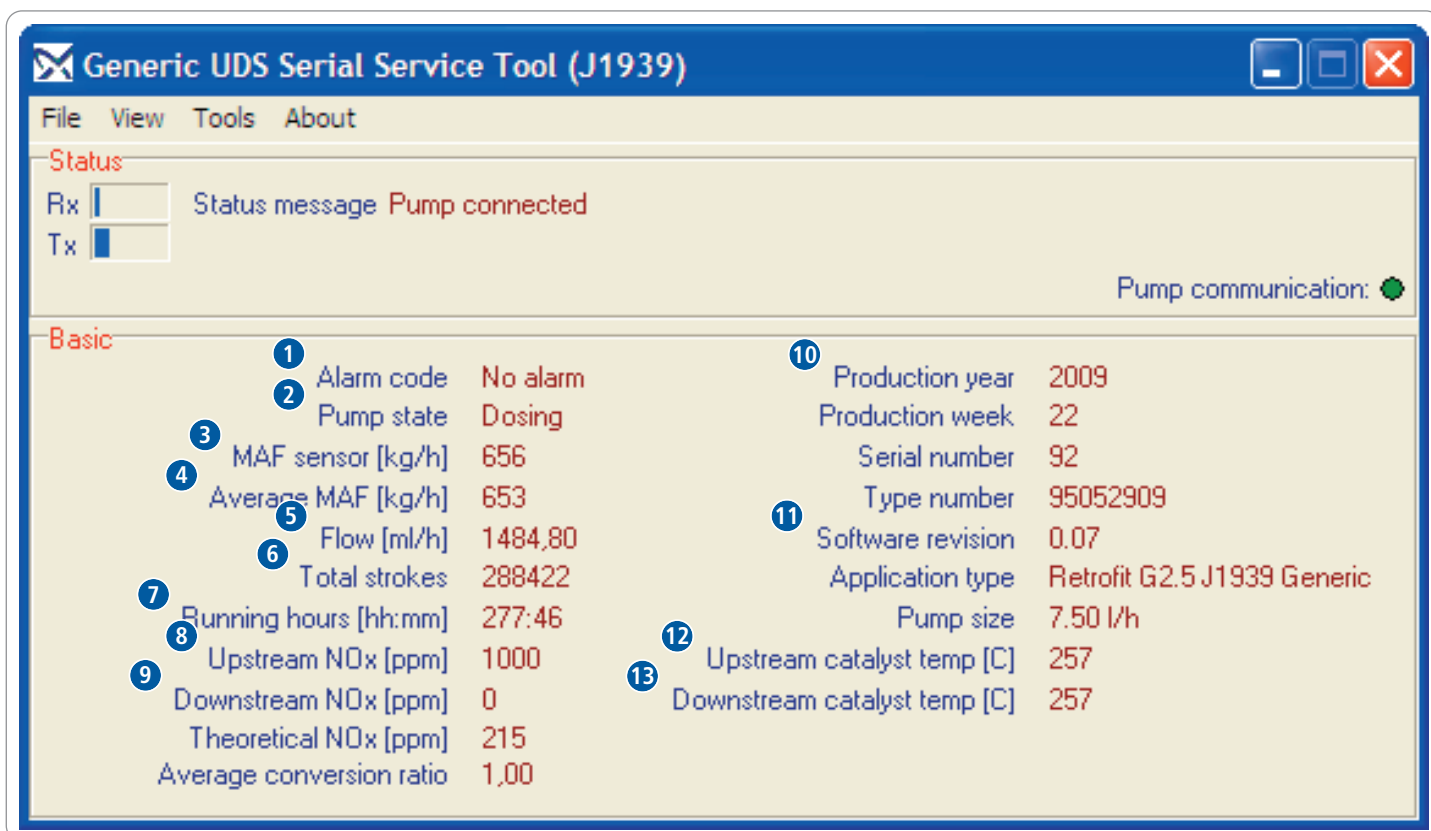 Generic UDS Serial Service Tool (J1939)
File View Tools About
Status
Rx Status message Pump connected
Tx
Pump communication:
Basic
1 Alarm code No alarm
2 Pump state Dosing
3 MAF sensor [kg/h] 656
4 Average MAF [kg/h] 653
5 Flow [ml/h] 1484,80
6 Total strokes 288422
7 Running hours [hh:mm] 277:46
8 Upstream NOx [ppm] 1000
9 Downstream NOx [ppm] 0
Theoretical NOx [ppm] 215
Average conversion ratio 1,00
10 Production year 2009
Production week 22
Serial number 92
Type number 95052909
11 Software revision 0.07
Application type Retrofit G2.5 J1939 Generic
Pump size 7.50 l/h
12 Upstream catalyst temp [C] 257
13 Downstream catalyst temp [C] 257